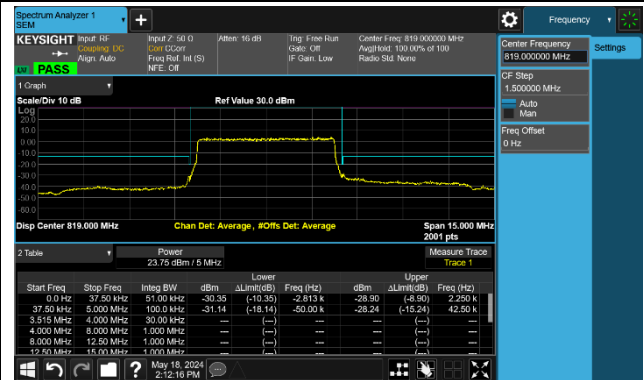 Spectrum Analyzer 1
SEM
Frequency
KEYSIGHT Input: RF
Coupling: DC
Align: Auto
Input Z: 50 Ω
Corr CCorr
Freq Ref: Int (S)
NFE: Off
Atten: 16 dB
Trig: Free Run
Gate: Off
IF Gain: Low
Center Freq: 819.000000 MHz
Avg|Hold: 100.00% of 100
Radio Std: None
PASS
Center Frequency
819.000000 MHz
Settings
CF Step
1.500000 MHz
Auto
Man
Freq Offset
0 Hz
1 Graph
Scale/Div 10 dB
Ref Value 30.0 dBm
Log
20.0
10.0
0.00
-10.0
-20.0
-30.0
-40.0
-50.0
-60.0
Disp Center 819.000 MHz
Chan Det: Average, #Offs Det: Average
Span 15.000 MHz
2001 pts
2 Table
Power
23.75 dBm / 5 MHz
Measure Trace
Trace 1
Lower Upper
Start Freq Stop Freq Integ BW dBm ΔLimit(dB) Freq (Hz) dBm ΔLimit(dB) Freq (Hz)
0.0 Hz 37.50 kHz 51.00 kHz -30.35 (-10.35) -2.813 k -28.90 (-8.90) 2.250 k
37.50 kHz 5.000 MHz 100.0 kHz -31.14 (-18.14) -50.00 k -28.24 (-15.24) 42.50 k
3.515 MHz 4.000 MHz 30.00 kHz --- (---) --- --- (---) ---
4.000 MHz 8.000 MHz 1.000 MHz --- (---) --- --- (---) ---
8.000 MHz 12.50 MHz 1.000 MHz --- (---) --- --- (---) ---
12.50 MHz 15.00 MHz 1.000 MHz --- (---) --- --- (---) ---
? May 18, 2024
2:12:16 PM